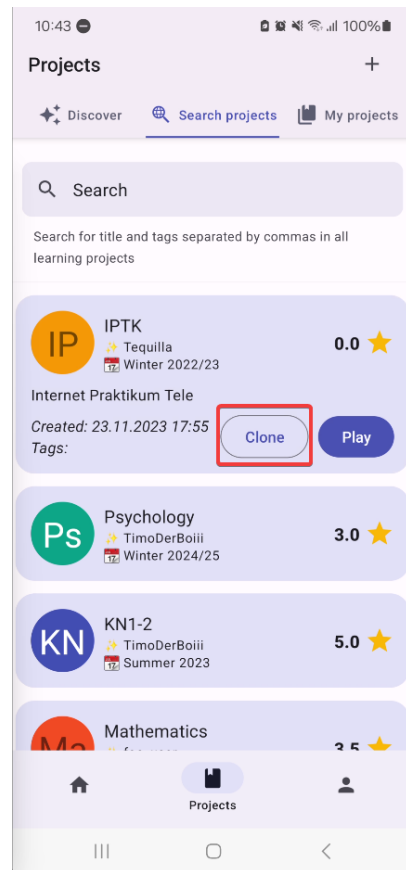 10:43
100%
Projects
Discover
Search projects
My projects
Search
Search for title and tags separated by commas in all
learning projects
IP
IPTK
Tequilla
Winter 2022/23
0.0
Internet Praktikum Tele
Created: 23.11.2023 17:55
Tags:
Clone
Play
Ps
Psychology
TimoDerBoiii
Winter 2024/25
3.0
KN
KN1-2
TimoDerBoiii
Summer 2023
5.0
Ma
Mathematics
3.5
Projects